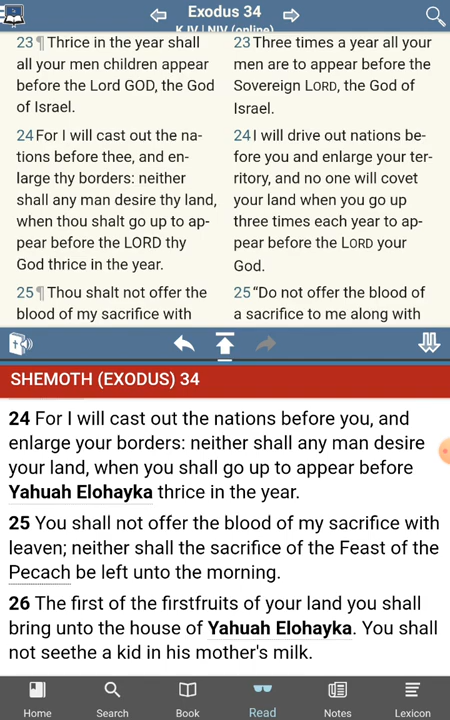 Exodus 34
KJV | NIV (online)
23 ¶ Thrice in the year shall
all your men children appear
before the Lord GOD, the God
of Israel.
24 For I will cast out the na-
tions before thee, and en-
large thy borders: neither
shall any man desire thy land,
when thou shalt go up to ap-
pear before the LORD thy
God thrice in the year.
25 ¶ Thou shalt not offer the
blood of my sacrifice with
23 Three times a year all your
men are to appear before the
Sovereign LORD, the God of
Israel.
24 I will drive out nations be-
fore you and enlarge your ter-
ritory, and no one will covet
your land when you go up
three times each year to ap-
pear before the LORD your
God.
25 “Do not offer the blood of
a sacrifice to me along with
SHEMOTH (EXODUS) 34
24 For I will cast out the nations before you, and
enlarge your borders: neither shall any man desire
your land, when you shall go up to appear before
Yahuah Elohayka thrice in the year.
25 You shall not offer the blood of my sacrifice with
leaven; neither shall the sacrifice of the Feast of the
Pecach be left unto the morning.
26 The first of the firstfruits of your land you shall
bring unto the house of Yahuah Elohayka. You shall
not seethe a kid in his mother's milk.
Home
Search
Book
Read
Notes
Lexicon